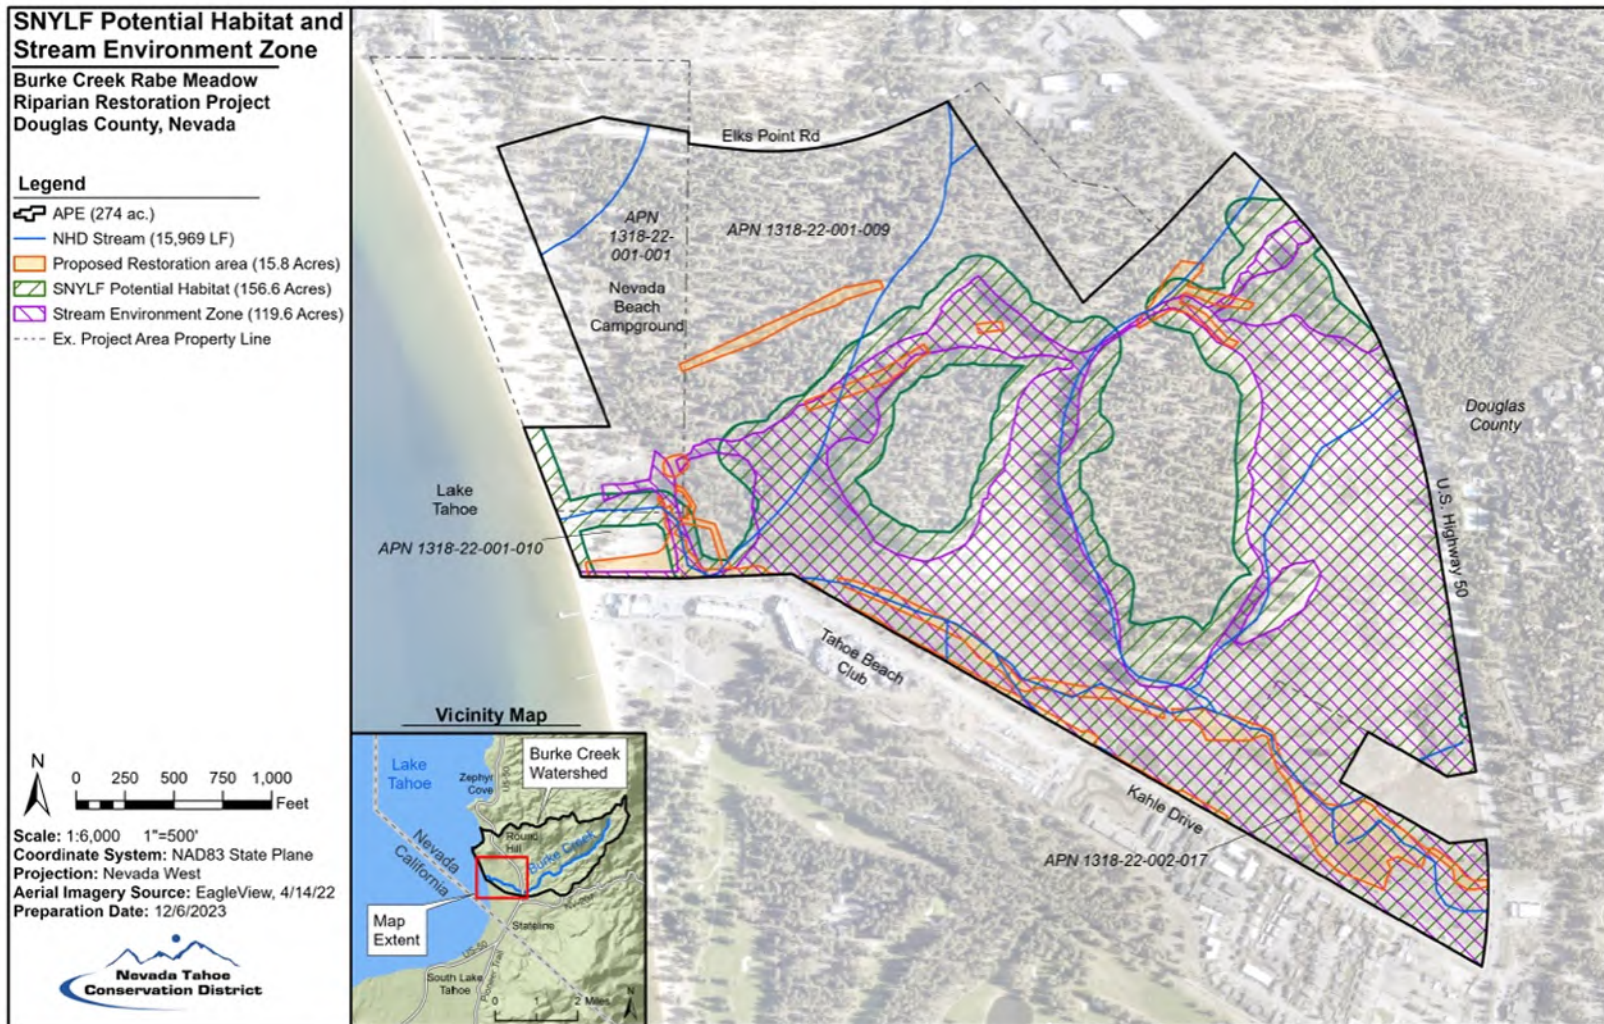 SNYLF Potential Habitat and
Stream Environment Zone
Burke Creek Rabe Meadow
Riparian Restoration Project
Douglas County, Nevada
Legend
APE (274 ac.)
NHD Stream (15,969 LF)
Proposed Restoration area (15.8 Acres)
SNYLF Potential Habitat (156.6 Acres)
Stream Environment Zone (119.6 Acres)
Ex. Project Area Property Line
N
0 250 500 750 1,000
Feet
Scale: 1:6,000 1"=500'
Coordinate System: NAD83 State Plane
Projection: Nevada West
Aerial Imagery Source: EagleView, 4/14/22
Preparation Date: 12/6/2023
Nevada Tahoe
Conservation District
Elks Point Rd
APN
1318-22-
001-001
APN 1318-22-001-009
Nevada
Beach
Campground
Douglas
County
Lake
Tahoe
APN 1318-22-001-010
U.S. Highway 50
Tahoe Beach
Club
Kahle Drive
APN 1318-22-002-017
Vicinity Map
Lake
Tahoe
Zephyr
Cove
US-50
Burke Creek
Watershed
Round
Hill
Burke Creek
Nevada
California
Map
Extent
Stateline
US-50
South Lake
Tahoe
Pioneer Trail
0 1 2 Miles
N